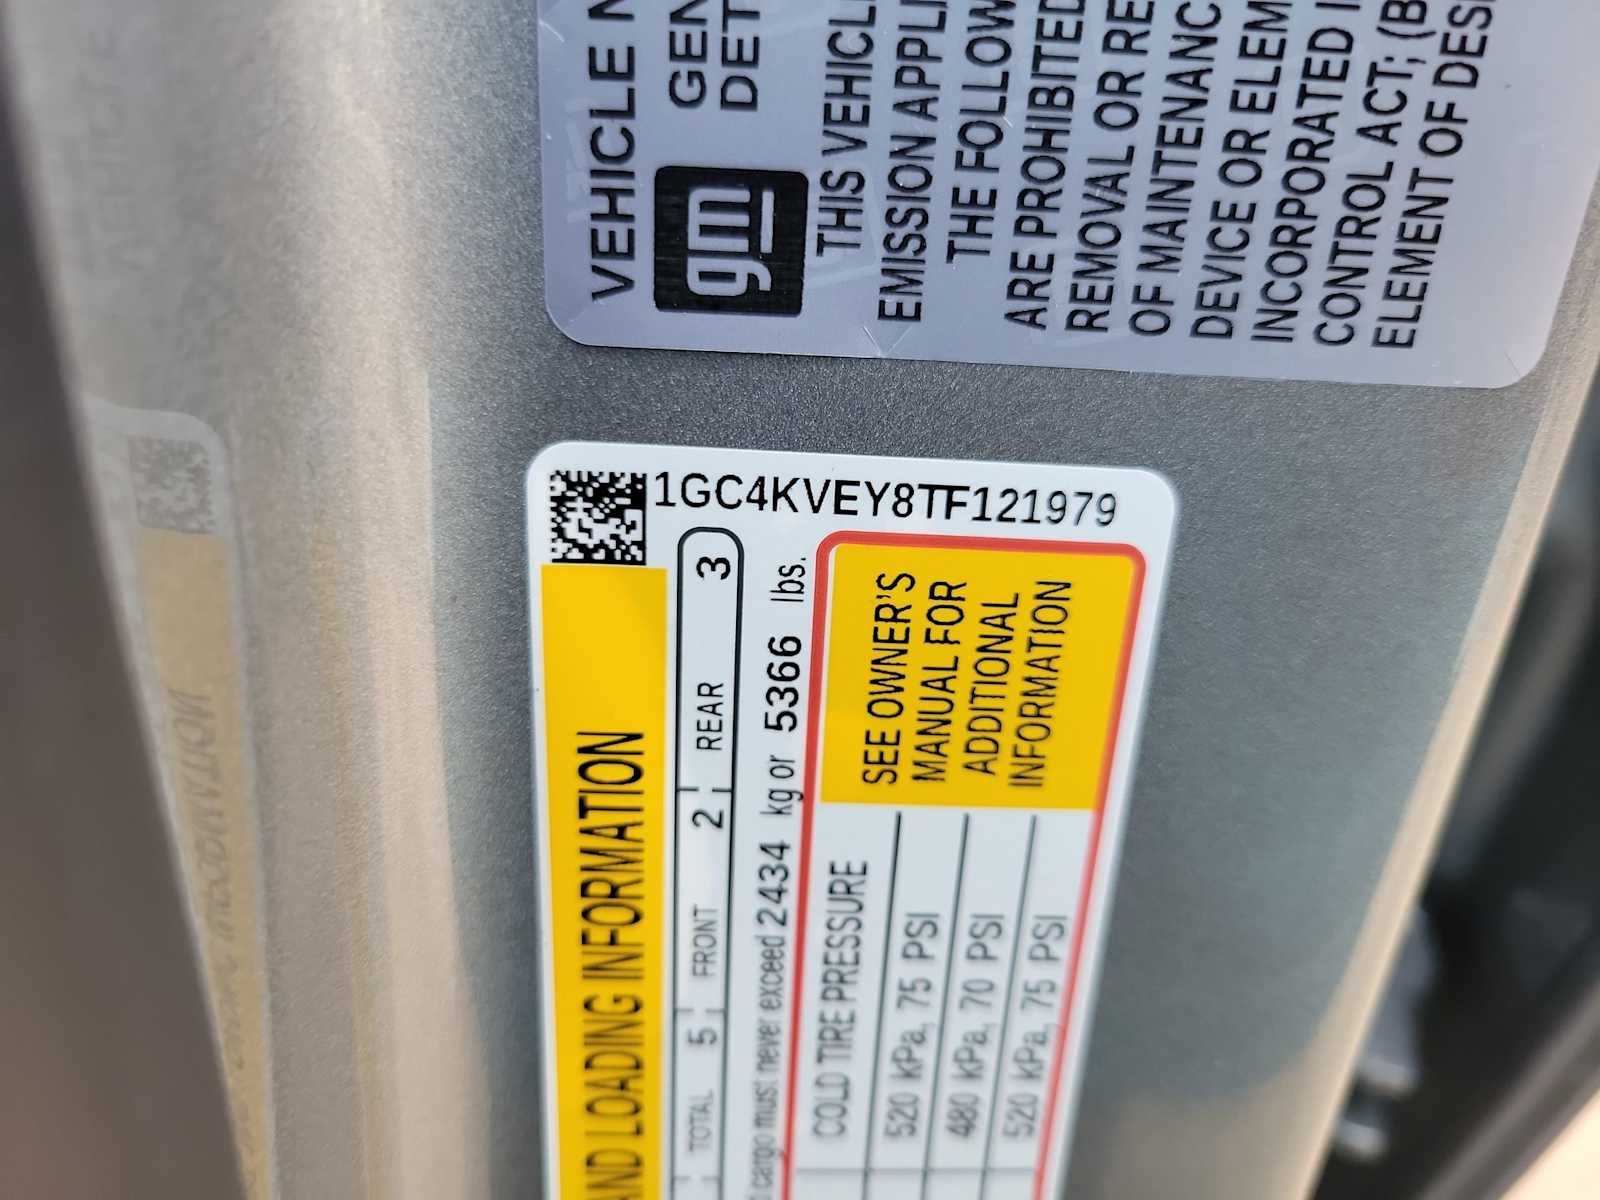 VEHICLE
gm
GEN
DET
THIS VEHICLE
EMISSION APPLI
THE FOLLOW
ARE PROHIBITED
REMOVAL OR RE
OF MAINTENANC
DEVICE OR ELEM
INCORPORATED I
CONTROL ACT; (B
ELEMENT OF DESI
1GC4KVEY8TF121979
AND LOADING INFORMATION
TOTAL 5 FRONT 2 REAR 3
cargo must never exceed 2434 kg or 5366 lbs.
COLD TIRE PRESSURE
520 kPa, 75 PSI
480 kPa, 70 PSI
520 kPa, 75 PSI
SEE OWNER'S
MANUAL FOR
ADDITIONAL
INFORMATION